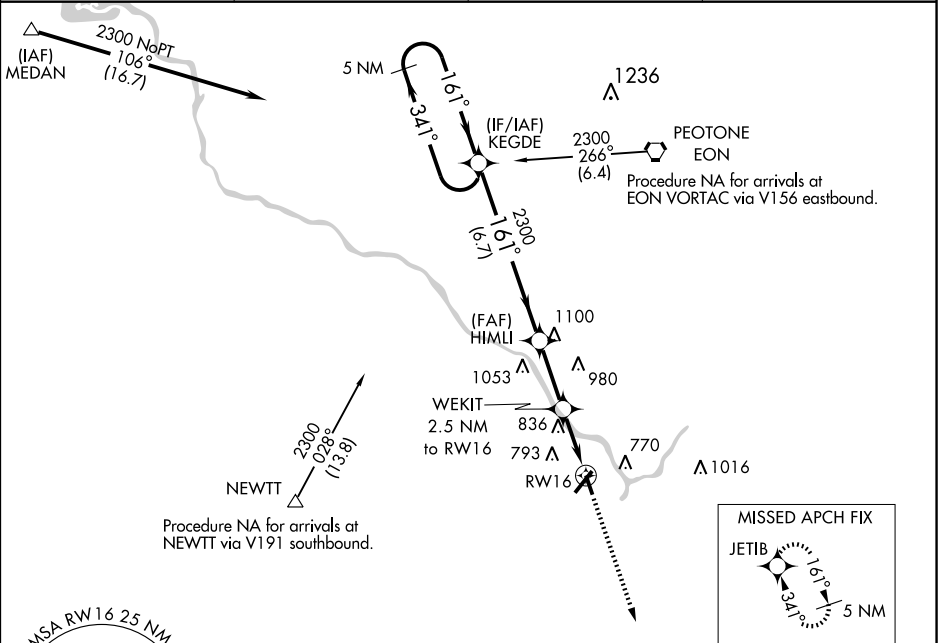 (IAF)
MEDAN
2300 NoPT
106°
(16.7)
5 NM
161°
341°
(IF/IAF)
KEGDE
1236
2300
266°
(6.4)
PEOTONE
EON
Procedure NA for arrivals at
EON VORTAC via V156 eastbound.
2300
161°
(6.7)
(FAF)
HIMLI
1100
1053
980
WEKIT
2.5 NM
to RW16
836
793
RW16
770
1016
2300
028°
(13.8)
NEWTT
Procedure NA for arrivals at
NEWTT via V191 southbound.
MISSED APCH FIX
JETIB
161°
341°
5 NM
MSA RW16 25 NM